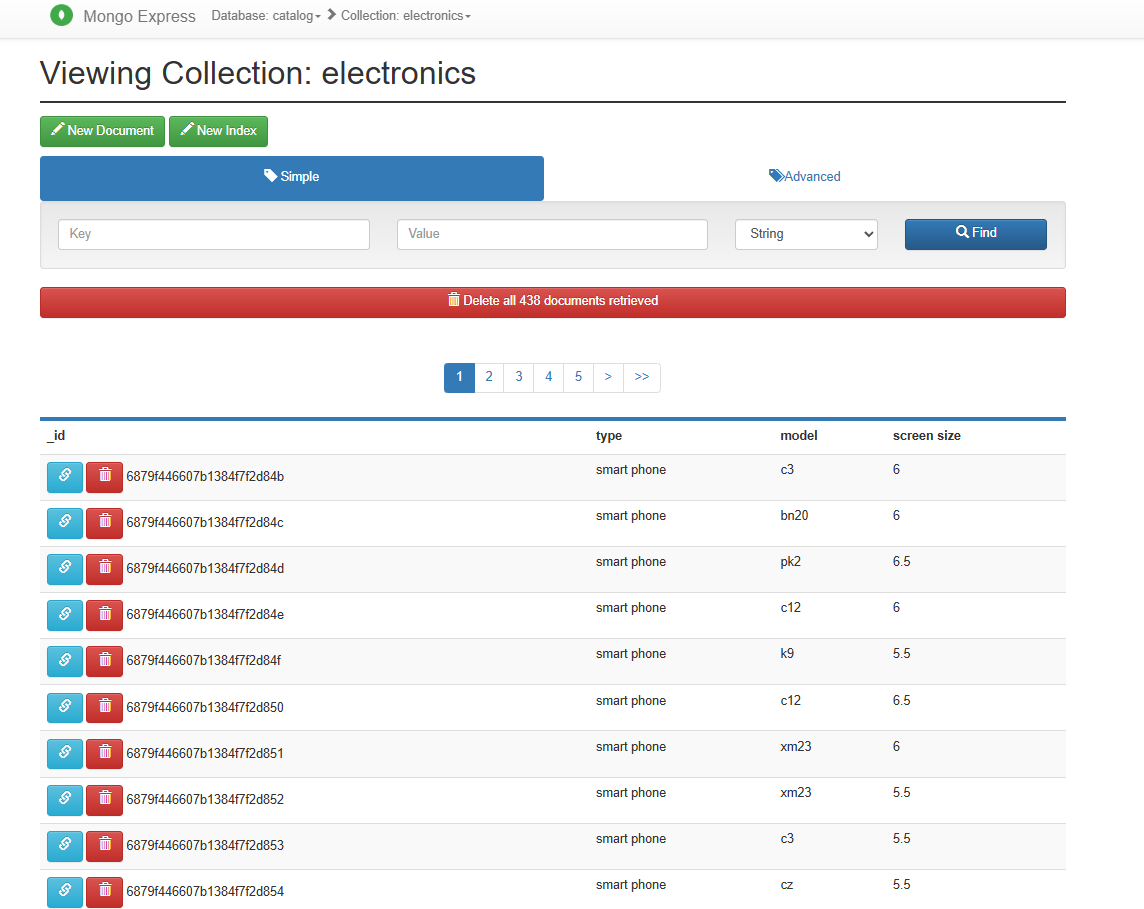 Mongo Express Database: catalog Collection: electronics
Viewing Collection: electronics
New Document New Index
Simple Advanced
Key Value String Find
Delete all 438 documents retrieved
1 2 3 4 5 > >>
_id type model screen size
6879f446607b1384f7f2d84b smart phone c3 6
6879f446607b1384f7f2d84c smart phone bn20 6
6879f446607b1384f7f2d84d smart phone pk2 6.5
6879f446607b1384f7f2d84e smart phone c12 6
6879f446607b1384f7f2d84f smart phone k9 5.5
6879f446607b1384f7f2d850 smart phone c12 6.5
6879f446607b1384f7f2d851 smart phone xm23 6
6879f446607b1384f7f2d852 smart phone xm23 5.5
6879f446607b1384f7f2d853 smart phone c3 5.5
6879f446607b1384f7f2d854 smart phone cz 5.5